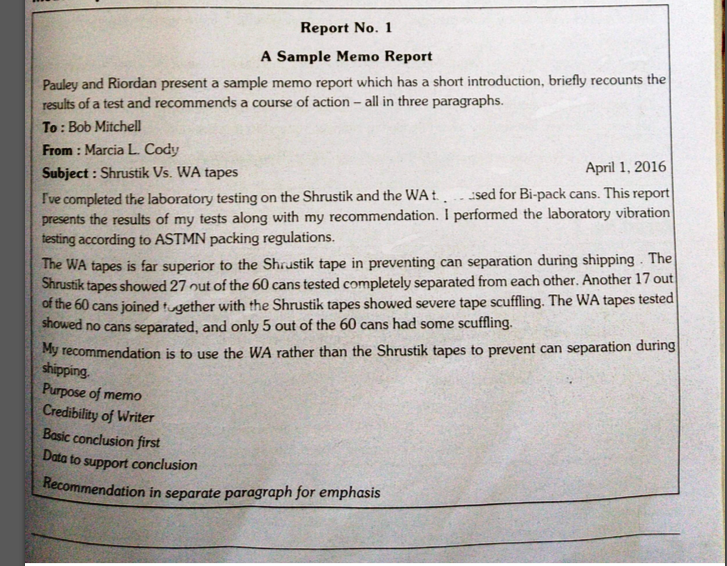 Report No. 1
A Sample Memo Report
Pauley and Riordan present a sample memo report which has a short introduction, briefly recounts the
results of a test and recommends a course of action – all in three paragraphs.
To : Bob Mitchell
From : Marcia L. Cody
Subject : Shrustik Vs. WA tapes April 1, 2016
I've completed the laboratory testing on the Shrustik and the WA for Bi-pack cans. This report
presents the results of my tests along with my recommendation. I performed the laboratory vibration
testing according to ASTMN packing regulations.
The WA tapes is far superior to the Shrustik tape in preventing can separation during shipping . The
Shrustik tapes showed 27 out of the 60 cans tested completely separated from each other. Another 17 out
of the 60 cans joined together with the Shrustik tapes showed severe tape scuffling. The WA tapes tested
showed no cans separated, and only 5 out of the 60 cans had some scuffling.
My recommendation is to use the WA rather than the Shrustik tapes to prevent can separation during
shipping.
Purpose of memo
Credibility of Writer
Basic conclusion first
Data to support conclusion
Recommendation in separate paragraph for emphasis